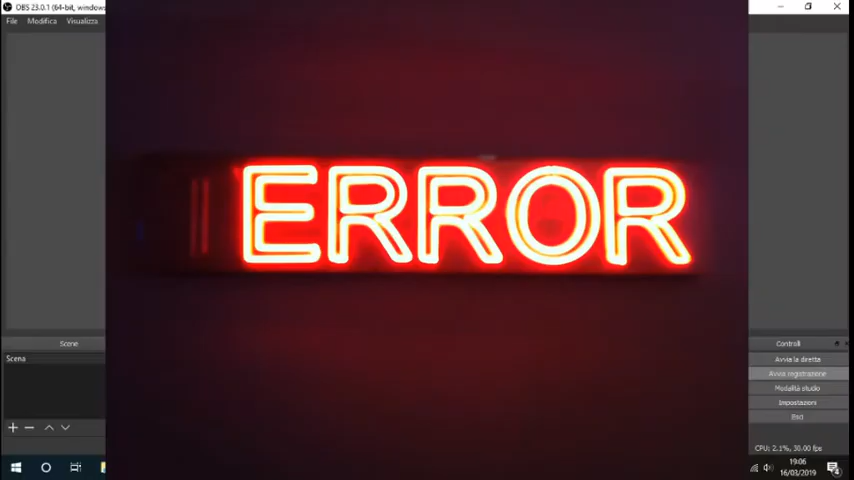 OBS 23.0.1 (64-bit, windows
File Modifica Visualizza
ERROR
Scene
Scena
Controlli
Avvia la diretta
Avvia registrazione
Modalità studio
Impostazioni
Esci
CPU: 2.1%, 30.00 fps
19:06
16/03/2019